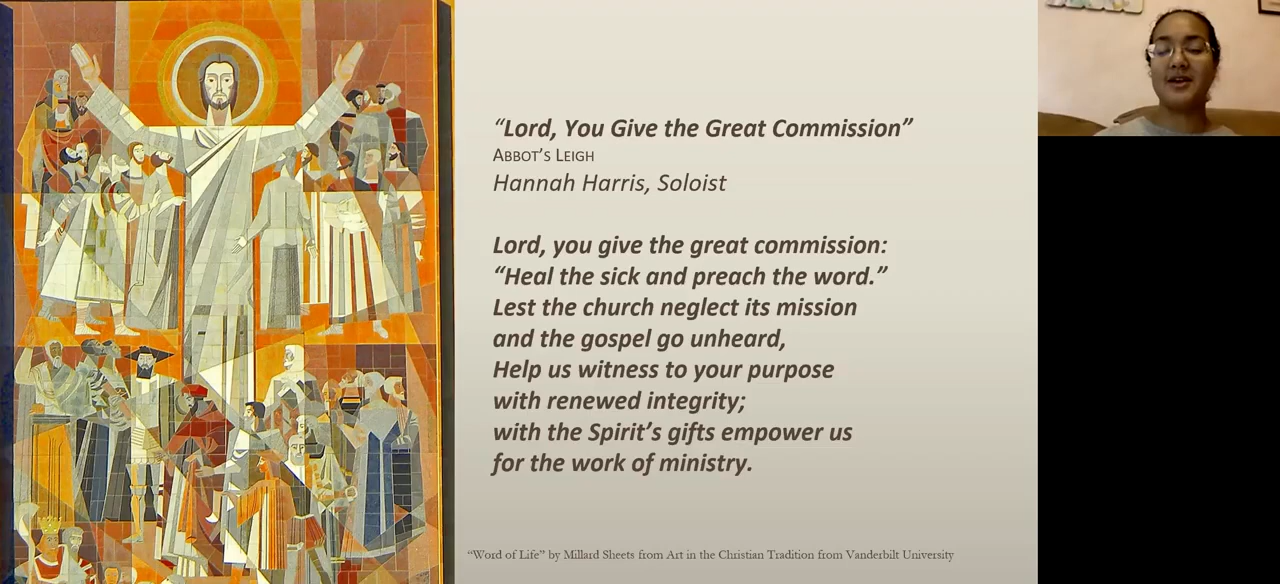 “Lord, You Give the Great Commission”
Abbot’s Leigh
Hannah Harris, Soloist
Lord, you give the great commission:
“Heal the sick and preach the word.”
Lest the church neglect its mission
and the gospel go unheard,
Help us witness to your purpose
with renewed integrity;
with the Spirit’s gifts empower us
for the work of ministry.
“Word of Life” by Millard Sheets from Art in the Christian Tradition from Vanderbilt University